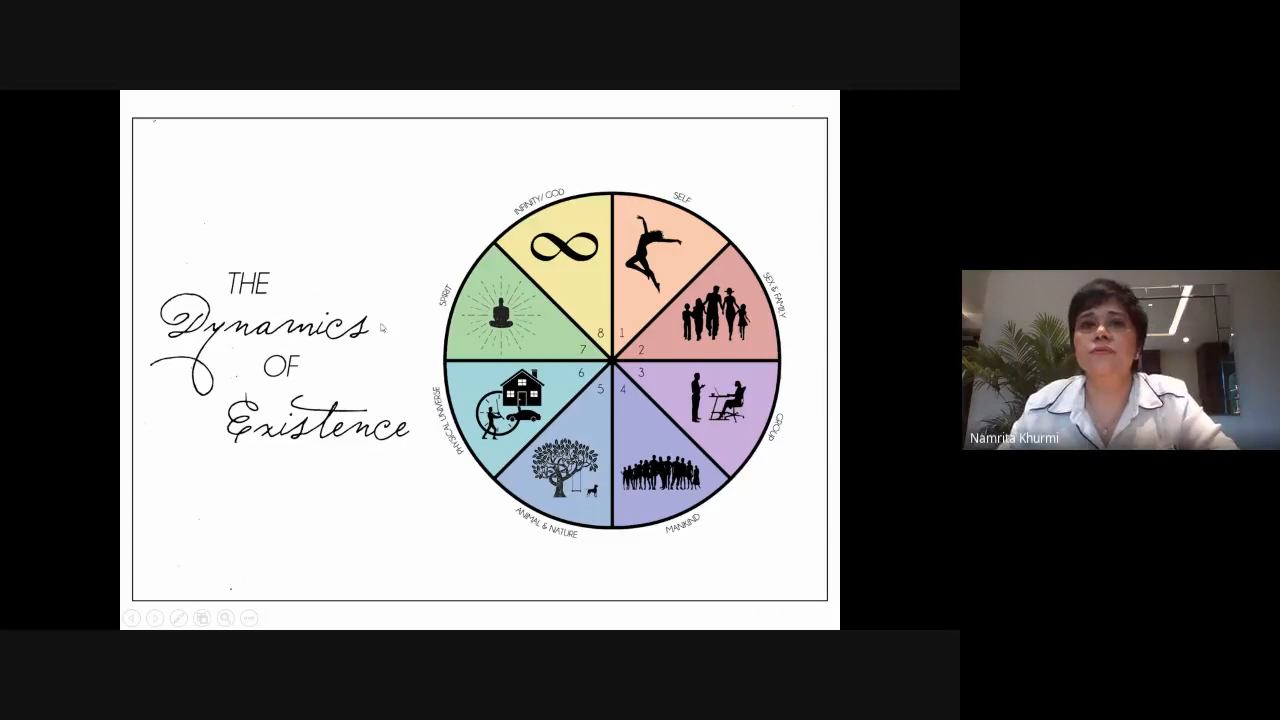 THE
Dynamics
OF
Existence
INFINITY/ GOD
SELF
SEX & FAMILY
GROUP
MANKIND
ANIMAL & NATURE
PHYSICAL UNIVERSE
SPIRIT
8 1
7 2
6 3
5 4
Namrita Khurmi